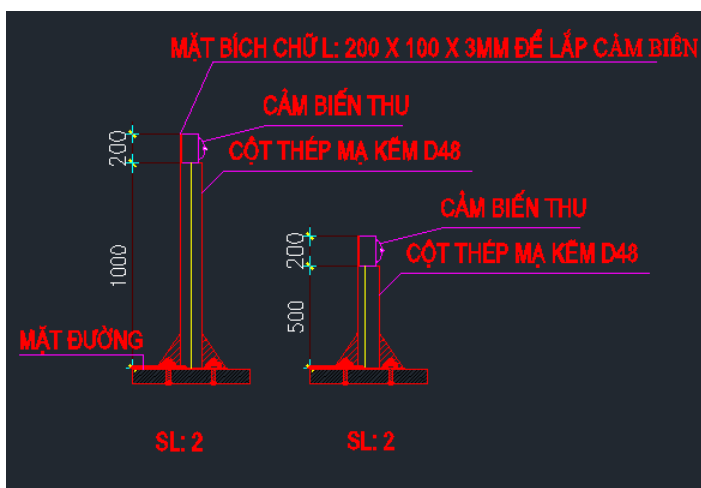 MẶT BÍCH CHỮ L: 200 X 100 X 3MM ĐỂ LẮP CẢM BIẾN
CẢM BIẾN THU
CỘT THÉP MẠ KẼM D48
200
1000
MẶT ĐƯỜNG
SL: 2
CẢM BIẾN THU
CỘT THÉP MẠ KẼM D48
200
500
SL: 2